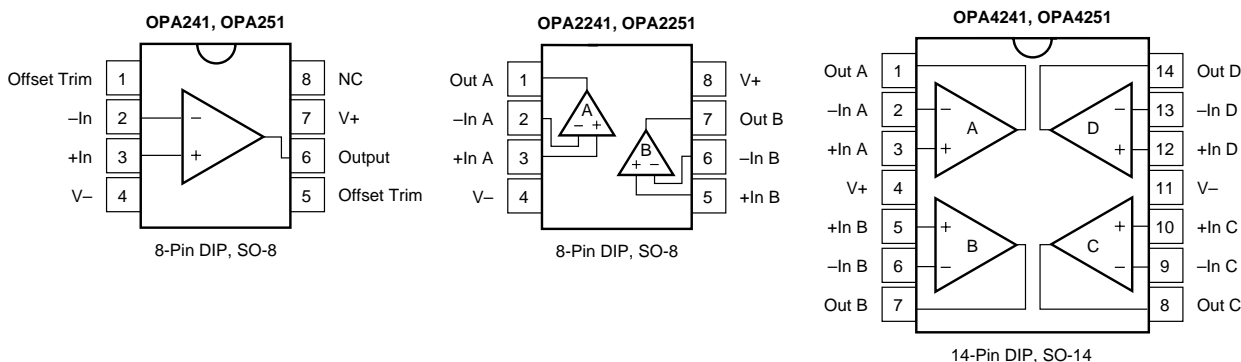 OPA241, OPA251
Offset Trim 1 8 NC
–In 2 − 7 V+
+In 3 + 6 Output
V– 4 5 Offset Trim
8-Pin DIP, SO-8
OPA2241, OPA2251
Out A 1 8 V+
A
–In A 2 − + 7 Out B
B
+In A 3 + − 6 –In B
V– 4 5 +In B
8-Pin DIP, SO-8
OPA4241, OPA4251
Out A 1 14 Out D
–In A 2 − − 13 –In D
A D
+In A 3 + + 12 +In D
V+ 4 11 V–
+In B 5 + + 10 +In C
B C
–In B 6 − − 9 –In C
Out B 7 8 Out C
14-Pin DIP, SO-14